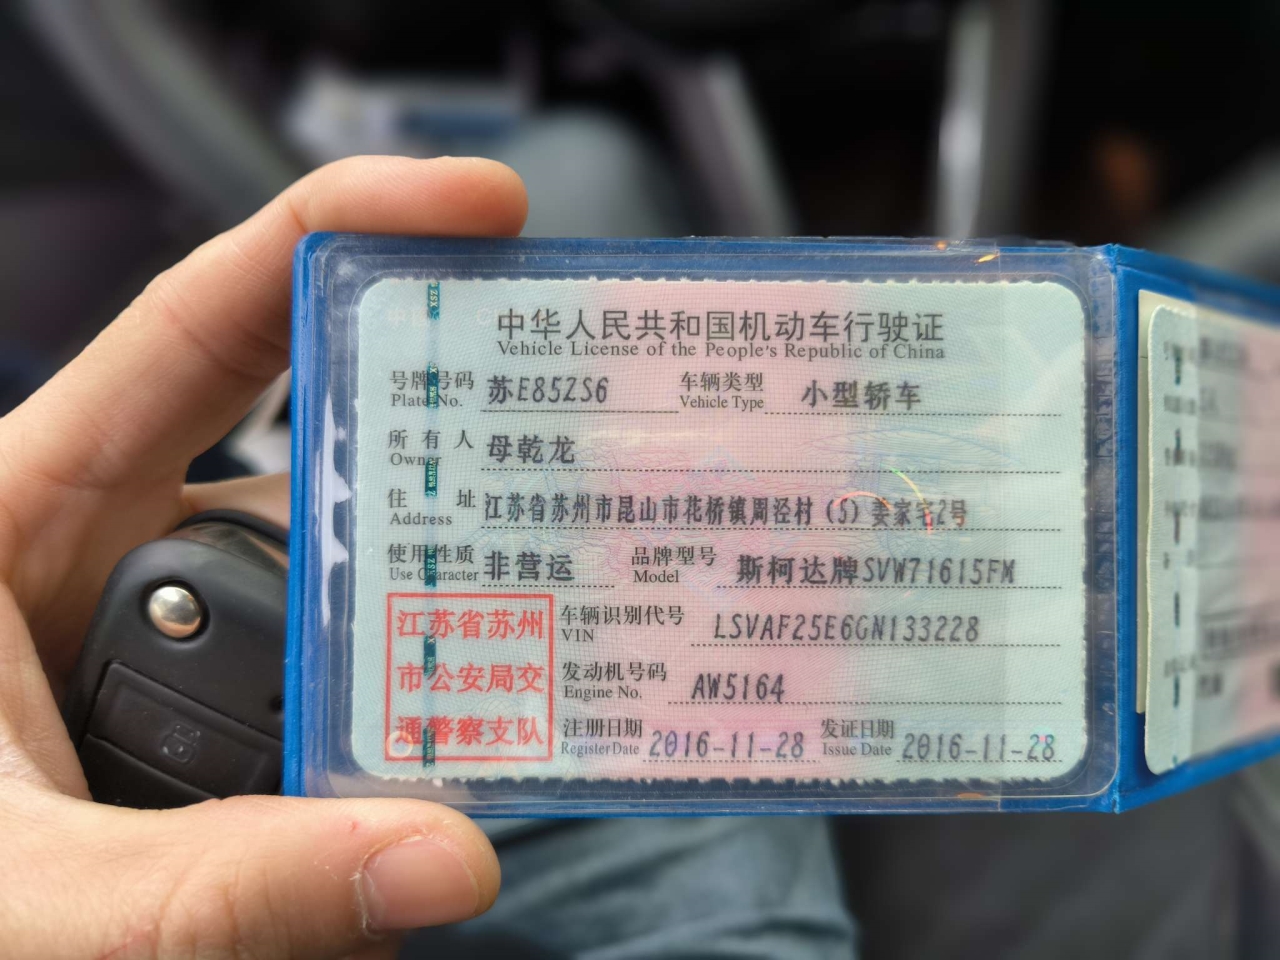 中华人民共和国机动车行驶证
Vehicle License of the People's Republic of China
号牌号码 苏E852S6 车辆类型 小型轿车
Plate No. Vehicle Type
所有人 母乾龙
Owner
住址 江苏省苏州市昆山市花桥镇周泾村（5）姜家宅2号
Address
使用性质 非营运 品牌型号 斯柯达牌SVW71615FM
Use Character Model
江苏省苏州
市公安局交
通警察支队
车辆识别代号 LSVAF25E6GN133228
VIN
发动机号码 AW5164
Engine No.
注册日期 2016-11-28 发证日期 2016-11-28
Register Date Issue Date